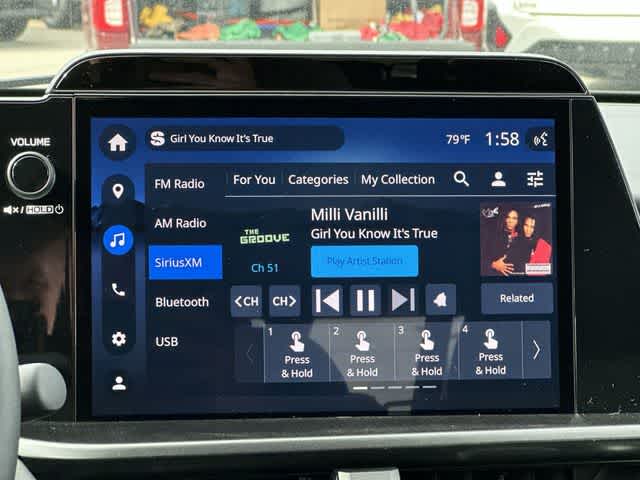 VOLUME
HOLD
Girl You Know It's True
79°F
1:58
FM Radio
For You
Categories
My Collection
AM Radio
Milli Vanilli
Girl You Know It's True
THE
GROOVE
SiriusXM
Ch 51
Play Artist Station
Bluetooth
<CH
CH>
Related
USB
1
Press
& Hold
2
Press
& Hold
3
Press
& Hold
4
Press
& Hold